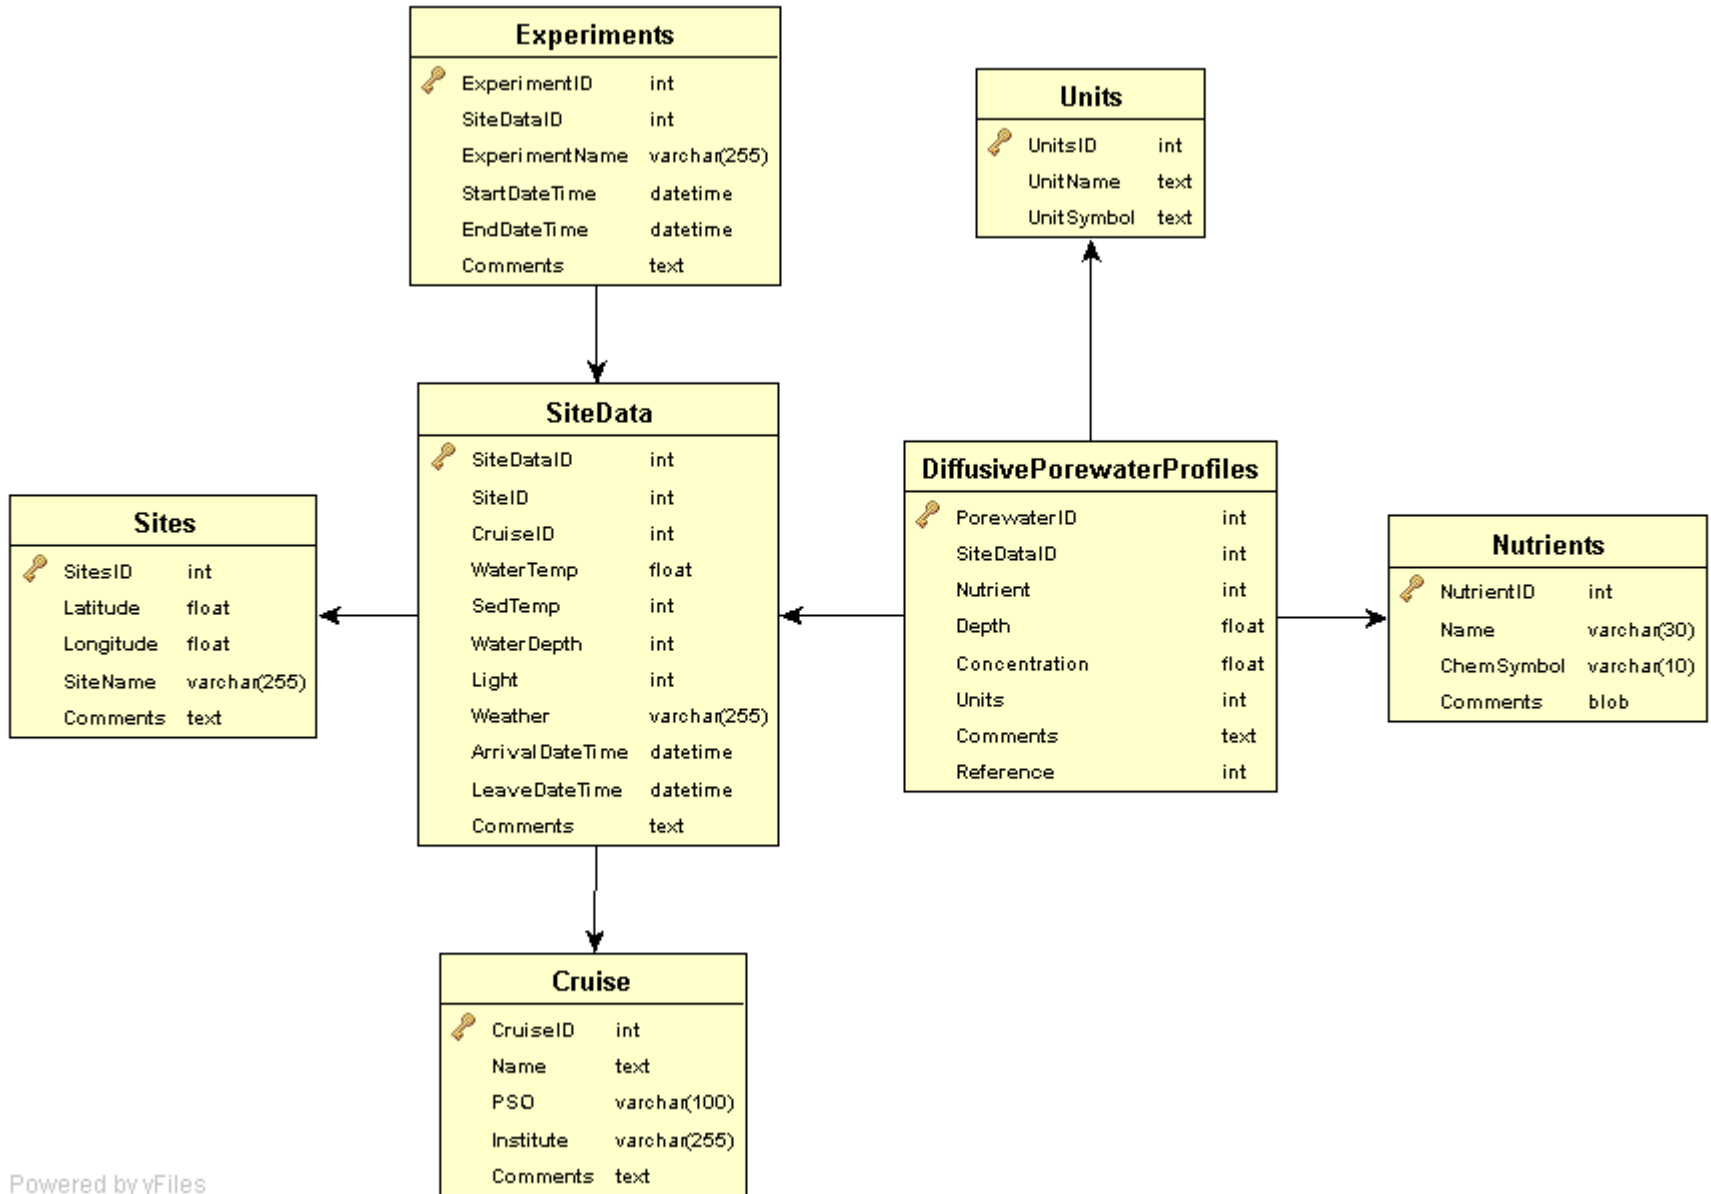 Experiments
ExperimentID int
SiteDataID int
ExperimentName varchar(255)
StartDateTime datetime
EndDateTime datetime
Comments text
Units
UnitsID int
UnitName text
UnitSymbol text
SiteData
SiteDataID int
SiteID int
CruiseID int
WaterTemp float
SedTemp int
WaterDepth int
Light int
Weather varchar(255)
ArrivalDateTime datetime
LeaveDateTime datetime
Comments text
DiffusivePorewaterProfiles
PorewaterID int
SiteDataID int
Nutrient int
Depth float
Concentration float
Units int
Comments text
Reference int
Sites
SitesID int
Latitude float
Longitude float
SiteName varchar(255)
Comments text
Nutrients
NutrientID int
Name varchar(30)
ChemSymbol varchar(10)
Comments blob
Cruise
CruiseID int
Name text
PSO varchar(100)
Institute varchar(255)
Comments text
Powered by yFiles